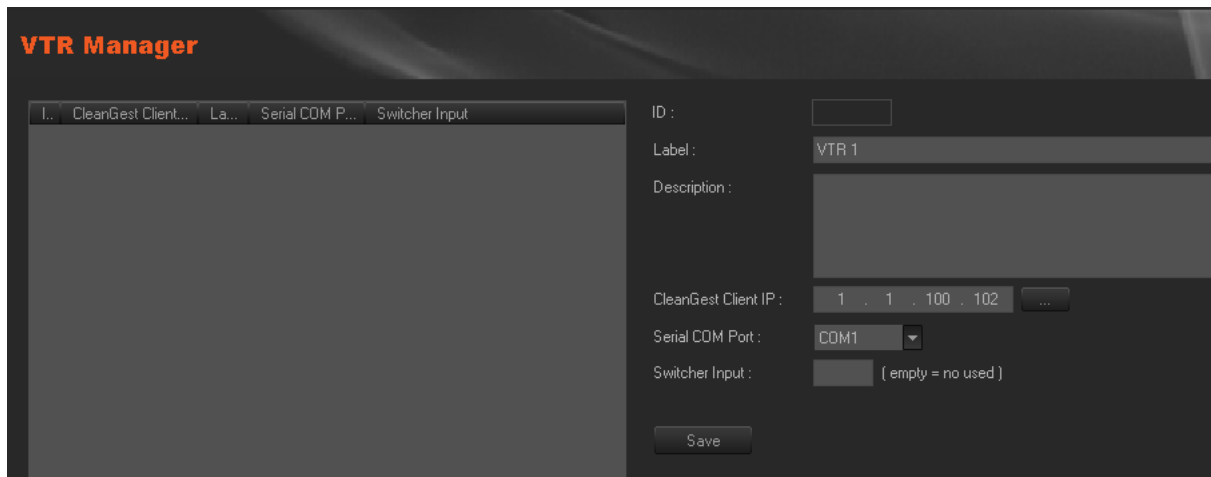 VTR Manager
I.. CleanGest Client... La... Serial COM P... Switcher Input
ID :
Label : VTR 1
Description :
CleanGest Client IP : 1 . 1 . 100 . 102 ...
Serial COM Port : COM1
Switcher Input : ( empty = no used )
Save